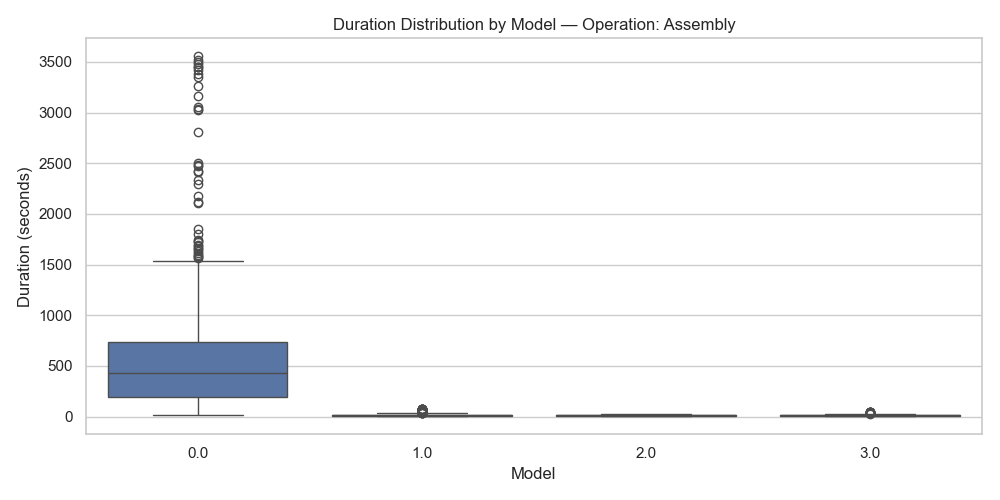 Duration Distribution by Model — Operation: Assembly
3500
3000
2500
2000
1500
1000
500
0
Duration (seconds)
0.0 1.0 2.0 3.0
Model